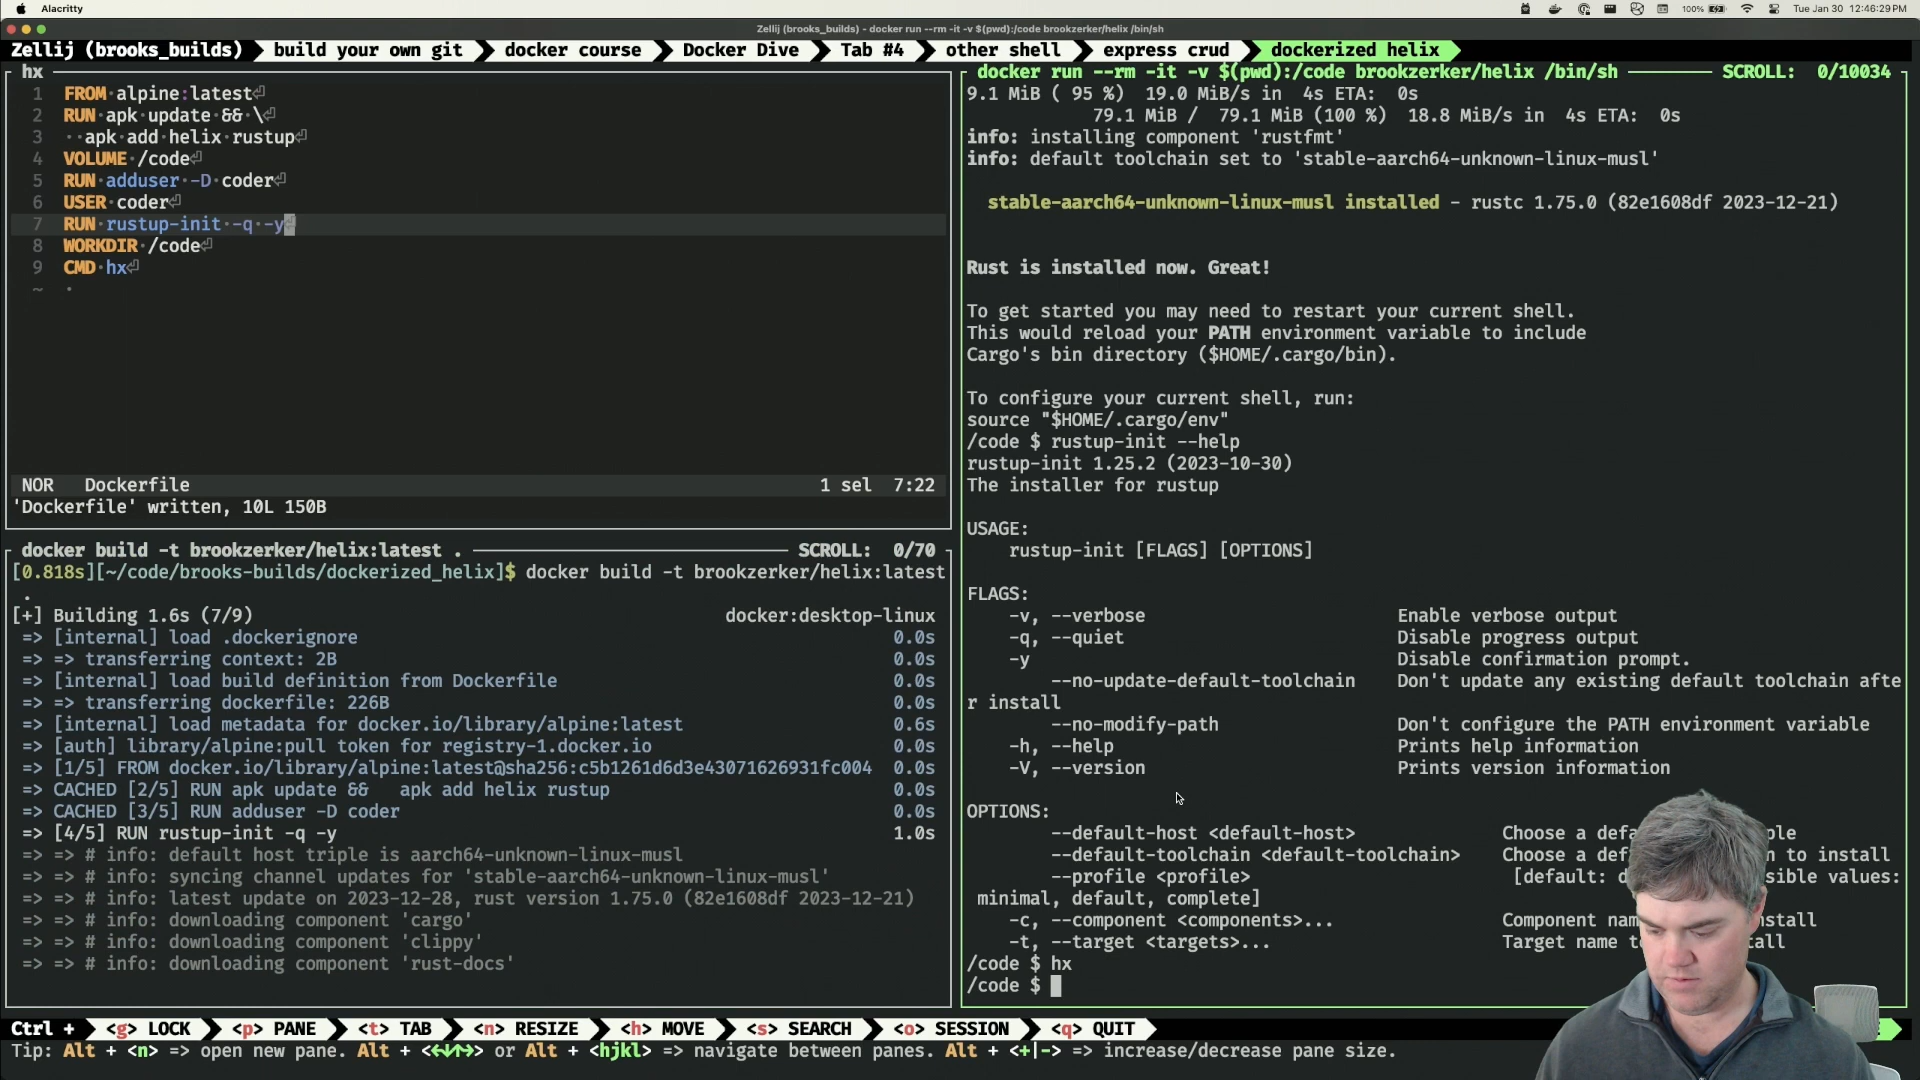 Alacritty
100%
Tue Jan 30 12:46:29 PM
Zellij (brooks_builds) - docker run --rm -it -v $(pwd):/code brookzerker/helix /bin/sh
Zellij (brooks_builds) build your own git docker course Docker Dive Tab #4 other shell express crud dockerized helix
hx
1 FROM·alpine:latest⏎
2 RUN·apk·update·&&·\⏎
3 ··apk·add·helix·rustup⏎
4 VOLUME·/code⏎
5 RUN·adduser·-D·coder⏎
6 USER·coder⏎
7 RUN·rustup-init·-q·-y
8 WORKDIR·/code⏎
9 CMD·hx⏎
~
NOR Dockerfile 1 sel 7:22
'Dockerfile' written, 10L 150B
docker build -t brookzerker/helix:latest . SCROLL: 0/70
[0.818s][~/code/brooks-builds/dockerized_helix]$ docker build -t brookzerker/helix:latest
.
[+] Building 1.6s (7/9) docker:desktop-linux
=> [internal] load .dockerignore 0.0s
=> => transferring context: 2B 0.0s
=> [internal] load build definition from Dockerfile 0.0s
=> => transferring dockerfile: 226B 0.0s
=> [internal] load metadata for docker.io/library/alpine:latest 0.6s
=> [auth] library/alpine:pull token for registry-1.docker.io 0.0s
=> [1/5] FROM docker.io/library/alpine:latest@sha256:c5b1261d6d3e43071626931fc004 0.0s
=> CACHED [2/5] RUN apk update &&   apk add helix rustup 0.0s
=> CACHED [3/5] RUN adduser -D coder 0.0s
=> [4/5] RUN rustup-init -q -y 1.0s
=> => # info: default host triple is aarch64-unknown-linux-musl
=> => # info: syncing channel updates for 'stable-aarch64-unknown-linux-musl'
=> => # info: latest update on 2023-12-28, rust version 1.75.0 (82e1608df 2023-12-21)
=> => # info: downloading component 'cargo'
=> => # info: downloading component 'clippy'
=> => # info: downloading component 'rust-docs'
docker run --rm -it -v $(pwd):/code brookzerker/helix /bin/sh SCROLL: 0/10034
9.1 MiB ( 95 %) 19.0 MiB/s in 4s ETA: 0s
79.1 MiB / 79.1 MiB (100 %) 18.8 MiB/s in 4s ETA: 0s
info: installing component 'rustfmt'
info: default toolchain set to 'stable-aarch64-unknown-linux-musl'
stable-aarch64-unknown-linux-musl installed - rustc 1.75.0 (82e1608df 2023-12-21)
Rust is installed now. Great!
To get started you may need to restart your current shell.
This would reload your PATH environment variable to include
Cargo's bin directory ($HOME/.cargo/bin).
To configure your current shell, run:
source "$HOME/.cargo/env"
/code $ rustup-init --help
rustup-init 1.25.2 (2023-10-30)
The installer for rustup
USAGE:
rustup-init [FLAGS] [OPTIONS]
FLAGS:
-v, --verbose Enable verbose output
-q, --quiet Disable progress output
-y Disable confirmation prompt.
--no-update-default-toolchain Don't update any existing default toolchain afte
r install
--no-modify-path Don't configure the PATH environment variable
-h, --help Prints help information
-V, --version Prints version information
OPTIONS:
--default-host <default-host> Choose a
--default-toolchain <default-toolchain> Choose a to install
--profile <profile> [default: values:
minimal, default, complete]
-c, --component <components>... Component
-t, --target <targets>... Target name
/code $ hx
/code $
Ctrl + <g> LOCK <p> PANE <t> TAB <n> RESIZE <h> MOVE <s> SEARCH <o> SESSION <q> QUIT
Tip: Alt + <n> => open new pane. Alt + <←↓↑→> or Alt + <hjkl> => navigate between panes. Alt + <+|-> => increase/decrease pane size.